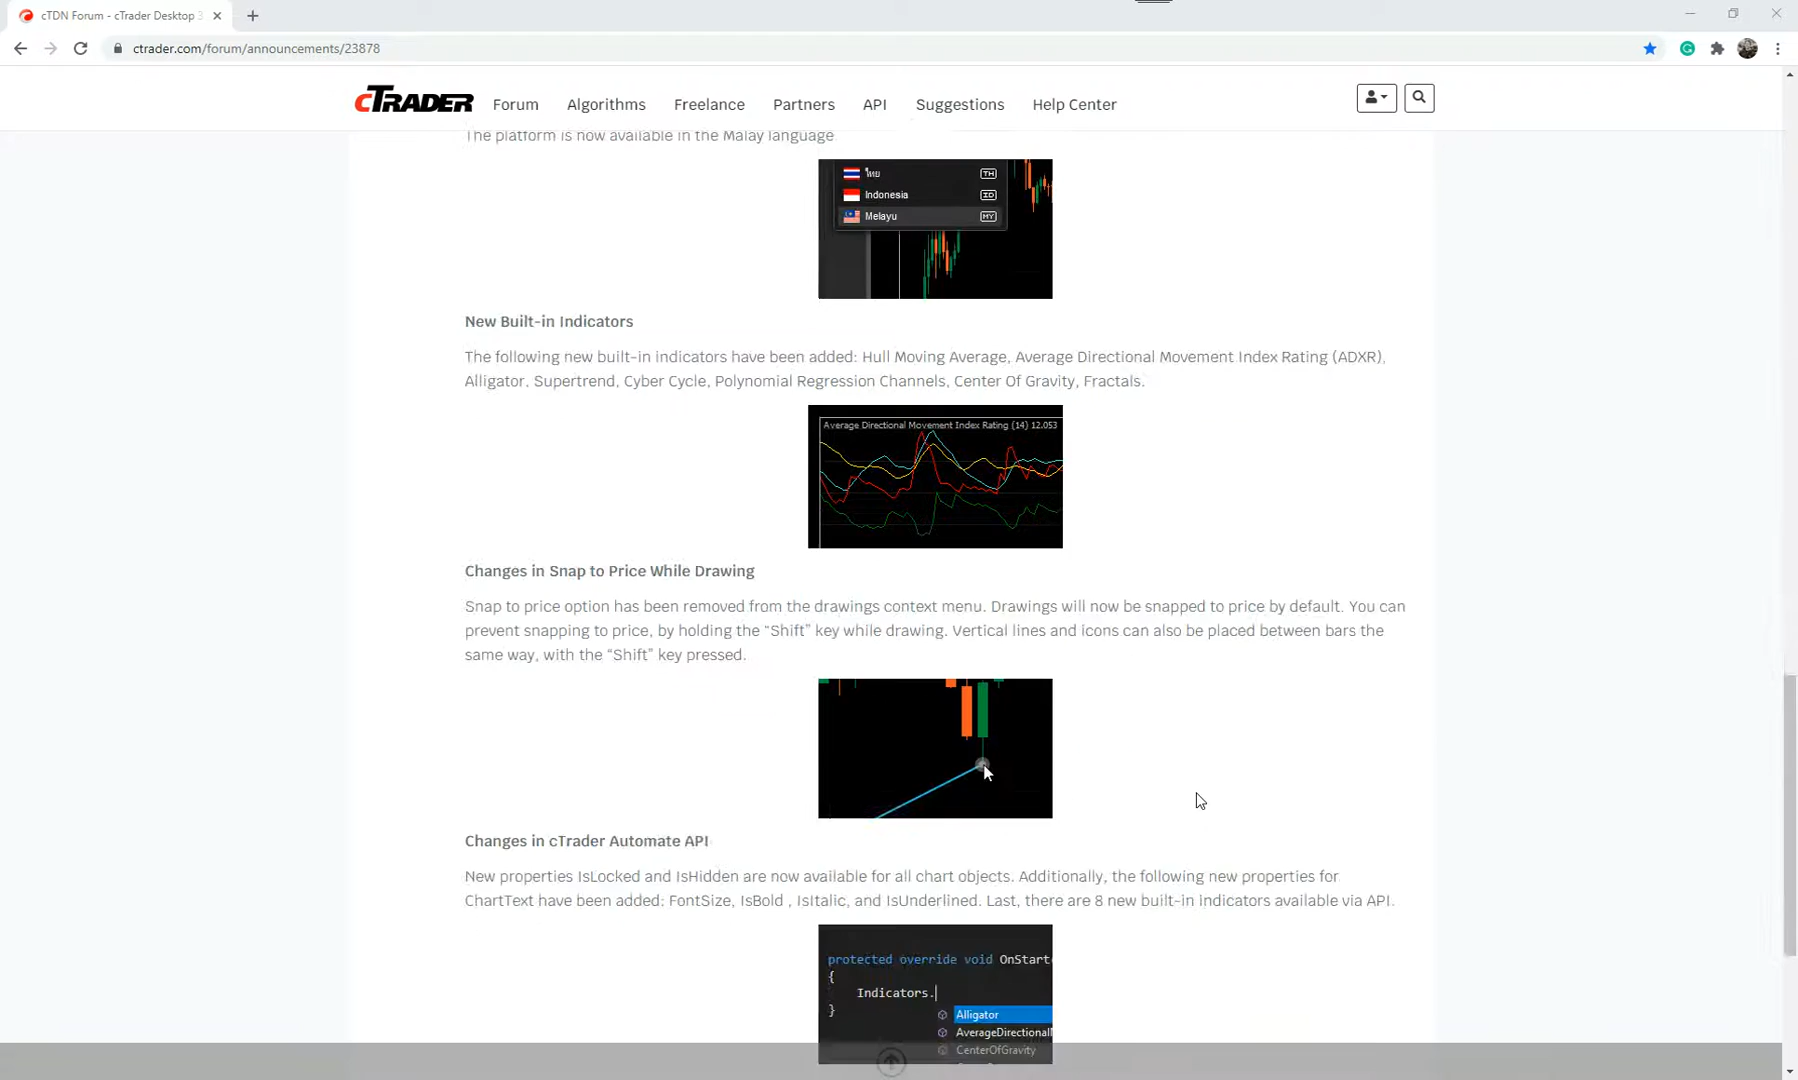 cTDN Forum - cTrader Desktop 3
ctrader.com/forum/announcements/23878
cTRADER
Forum
Algorithms
Freelance
Partners
API
Suggestions
Help Center
The platform is now available in the Malay language.
ไทย TH
Indonesia ID
Melayu MY
New Built-in Indicators
The following new built-in indicators have been added: Hull Moving Average, Average Directional Movement Index Rating (ADXR),
Alligator, Supertrend, Cyber Cycle, Polynomial Regression Channels, Center Of Gravity, Fractals.
Average Directional Movement Index Rating (14) 12.053
Changes in Snap to Price While Drawing
Snap to price option has been removed from the drawings context menu. Drawings will now be snapped to price by default. You can
prevent snapping to price, by holding the “Shift” key while drawing. Vertical lines and icons can also be placed between bars the
same way, with the “Shift” key pressed.
Changes in cTrader Automate API
New properties IsLocked and IsHidden are now available for all chart objects. Additionally, the following new properties for
ChartText have been added: FontSize, IsBold , IsItalic, and IsUnderlined. Last, there are 8 new built-in indicators available via API.
protected override void OnStart
{
Indicators.
}
Alligator
AverageDirectional
CenterOfGravity